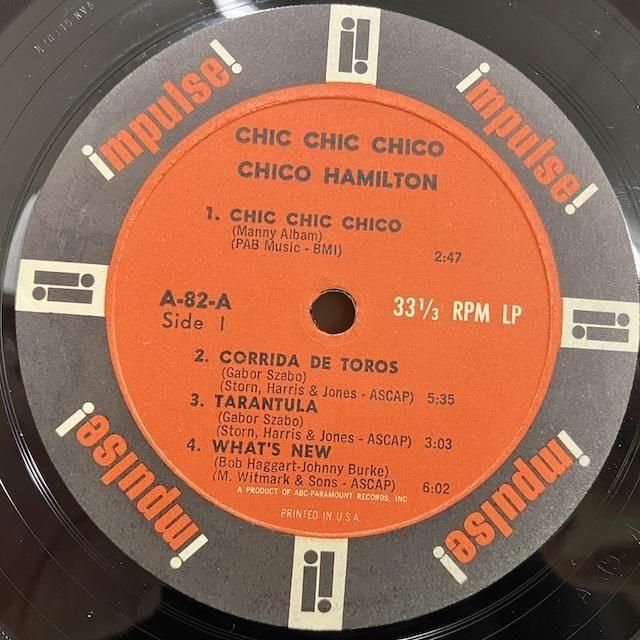 impulse!
impulse!
CHIC CHIC CHICO
CHICO HAMILTON
1. CHIC CHIC CHICO
(Manny Albam)
(PAB Music - BMI) 2:47
A-82-A
Side 1
33 1/3 RPM LP
2. CORRIDA DE TOROS
(Gabor Szabo)
(Storn, Harris & Jones - ASCAP) 5:35
3. TARANTULA
(Gabor Szabo)
(Storn, Harris & Jones - ASCAP) 3:03
4. WHAT'S NEW
(Bob Haggart-Johnny Burke)
(M. Witmark & Sons - ASCAP) 6:02
A PRODUCT OF ABC-PARAMOUNT RECORDS, INC.
PRINTED IN U.S.A.
impulse!
impulse!